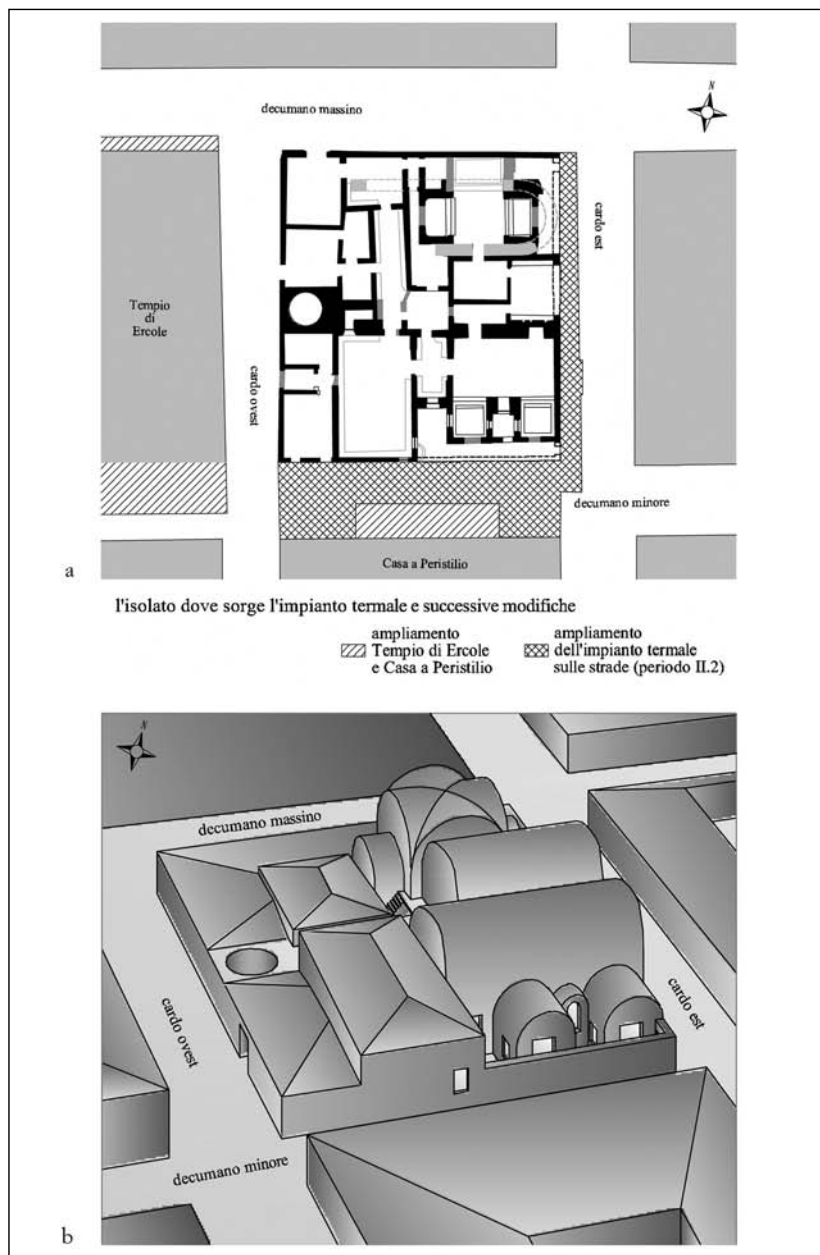 N
decumano massino
cardo est
Tempio
di
Ercole
cardo ovest
decumano minore
Casa a Peristilio
a
l'isolato dove sorge l'impianto termale e successive modifiche
ampliamento
Tempio di Ercole
e Casa a Peristilio
ampliamento
dell'impianto termale
sulle strade (periodo II.2)
N
decumano massino
cardo ovest
cardo est
decumano minore
b